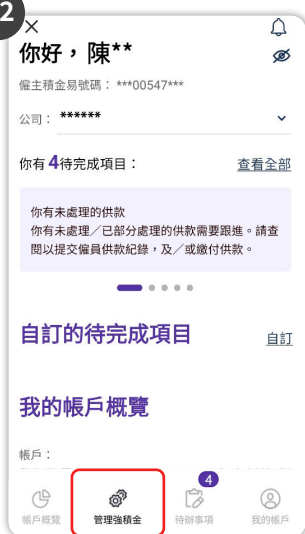 2
你好，陳**
僱主積金易號碼： ***00547***
公司： ******
你有4待完成項目：
查看全部
你有未處理的供款
你有未處理／已部分處理的供款需要跟進。請查
閱以提交僱員供款紀錄，及／或繳付供款。
自訂的待完成項目
自訂
我的帳戶概覽
帳戶：
4
帳戶概覽
管理強積金
待辦事項
我的帳戶